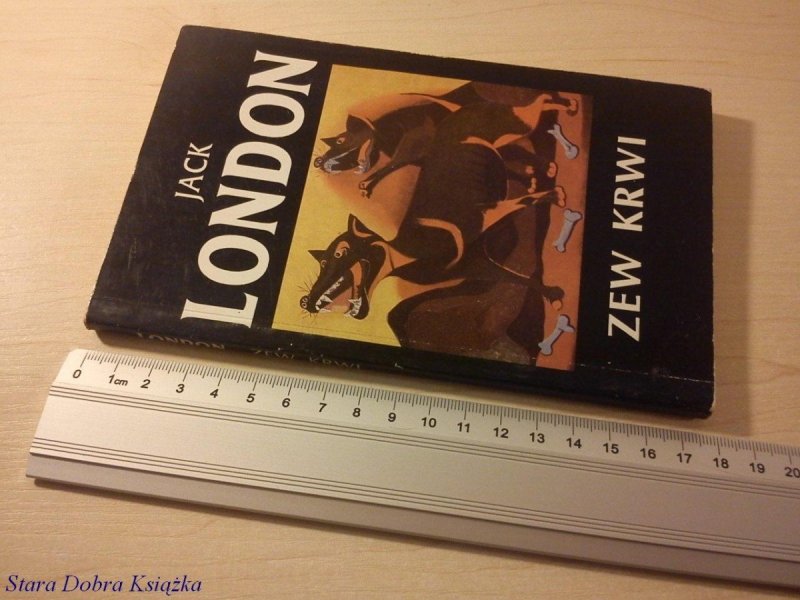 JACK
LONDON
ZEW KRWI
LONDON ZEW KRWI
0 1cm 2 3 4 5 6 7 8 9 10 11 12 13 14 15 16 17 18 19 20
Stara Dobra Książka